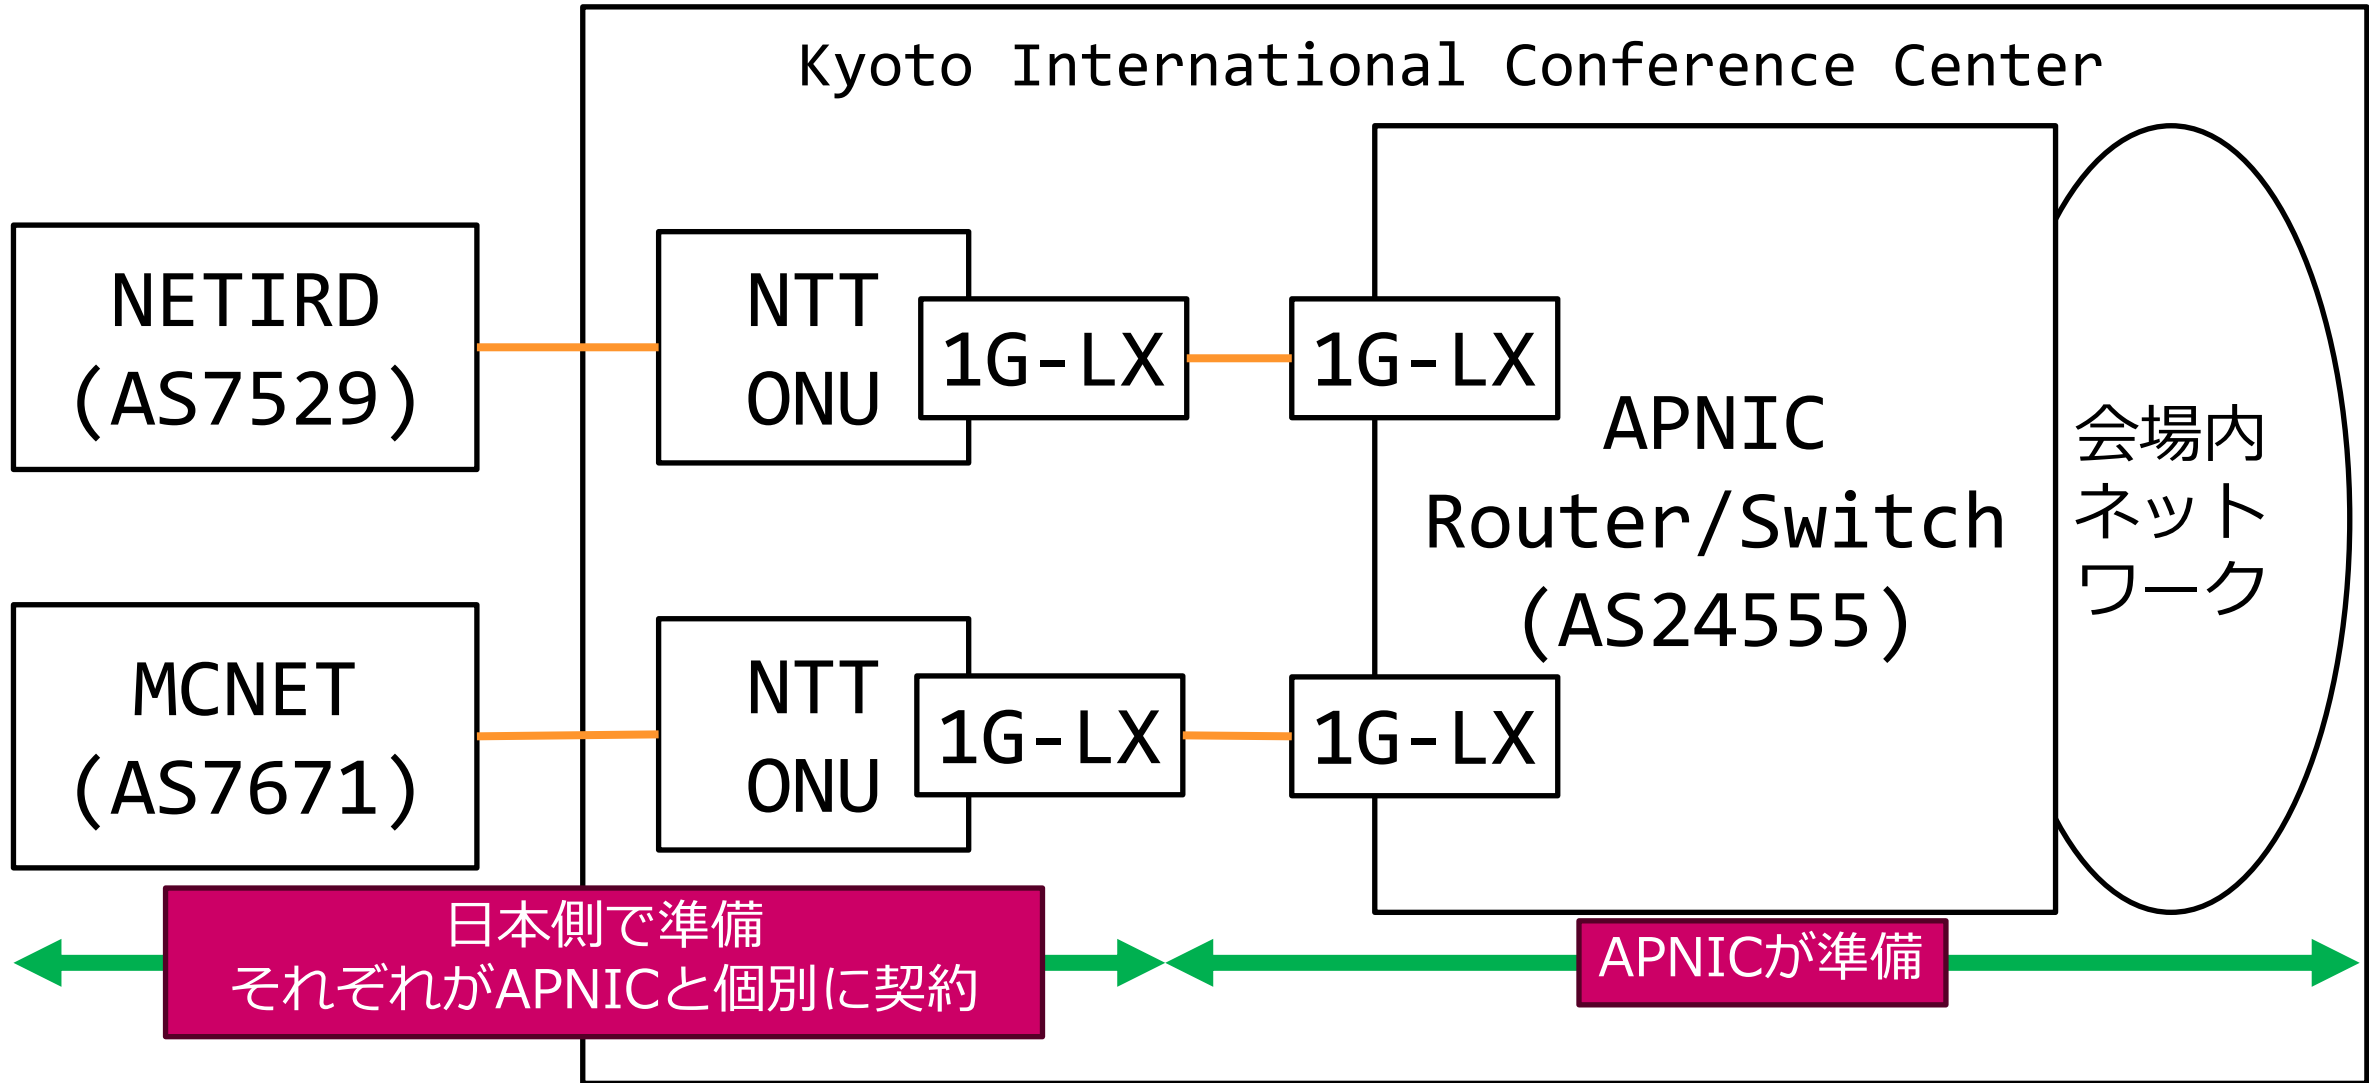 Kyoto International Conference Center
NETIRD
(AS7529)
NTT
ONU
1G-LX
1G-LX
MCNET
(AS7671)
NTT
ONU
1G-LX
1G-LX
APNIC
Router/Switch
(AS24555)
会場内
ネット
ワーク
日本側で準備
それぞれがAPNICと個別に契約
APNICが準備